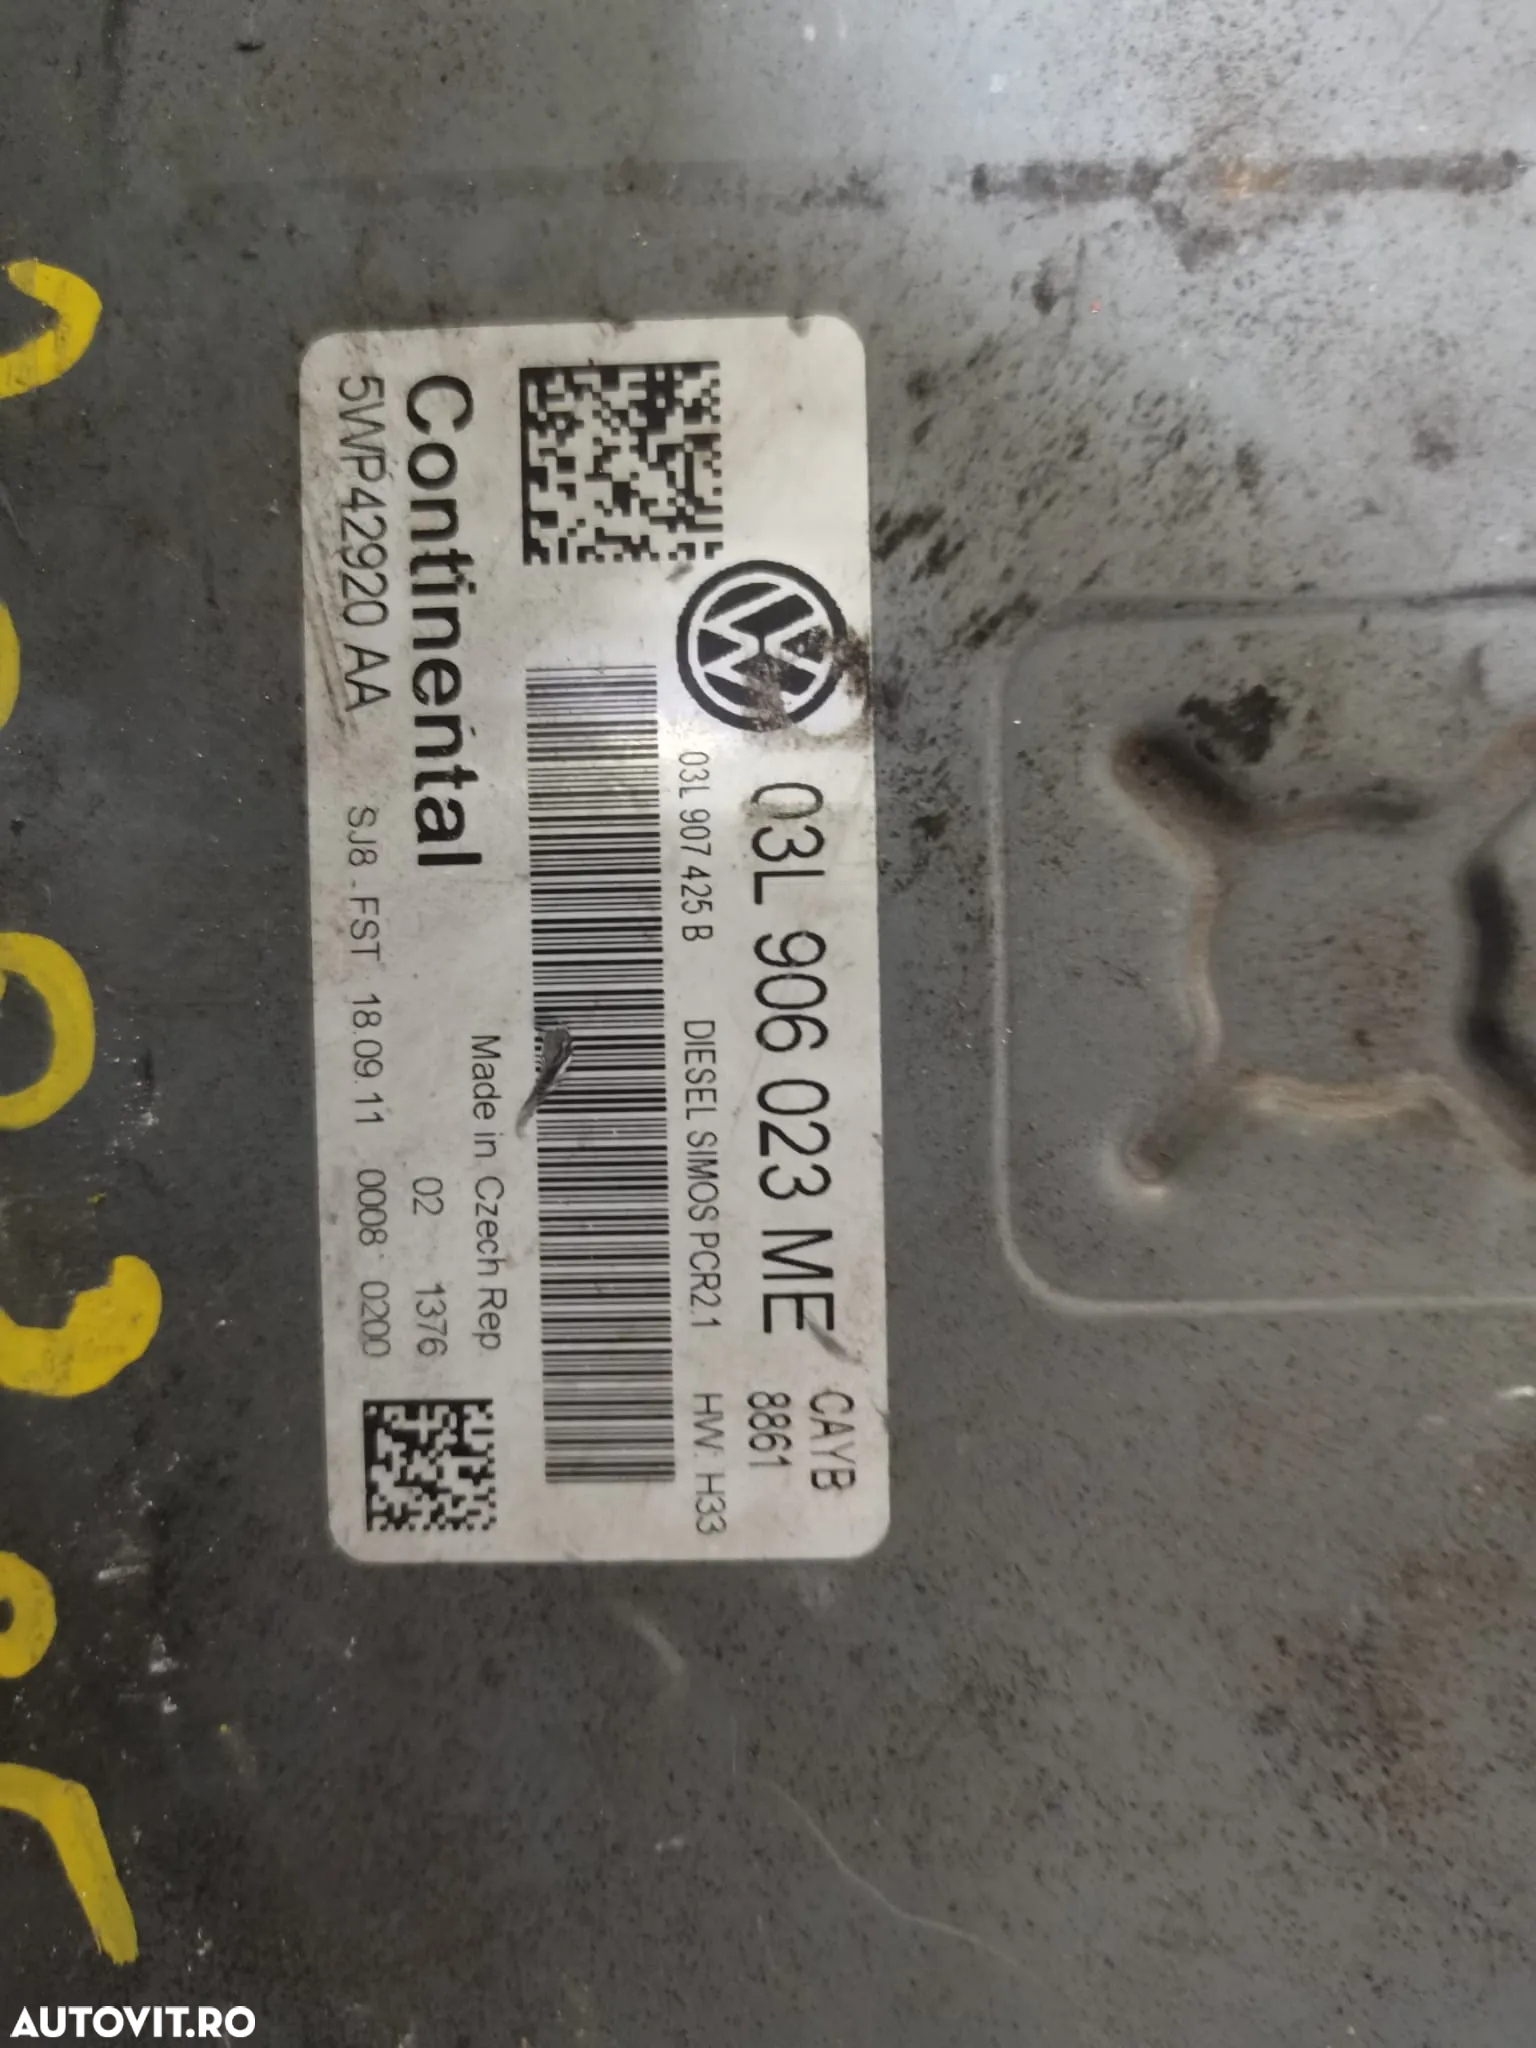 03L 906 023 ME
CAYB
8861
03L 907 425 B DIESEL SIMOS PCR2.1 HW: H33
Made in Czech Rep
Continental 02 1376
5WP42920 AA SJ8 - FST 18.09.11 0008 0200
AUTOVIT.RO